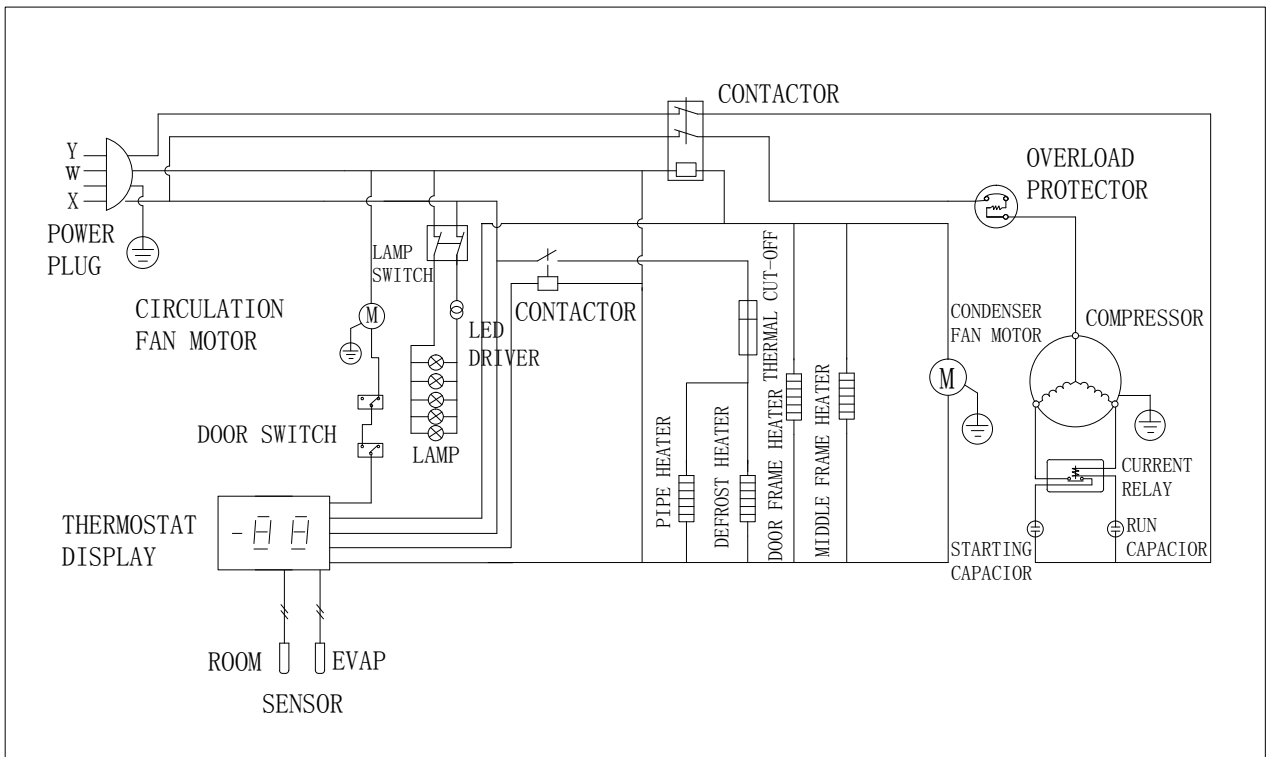 CONTACTOR
Y
W
X
POWER
PLUG
OVERLOAD
PROTECTOR
LAMP
SWITCH
CIRCULATION
FAN MOTOR
CONTACTOR
LED
DRIVER
THERMAL CUT-OFF
CONDENSER
FAN MOTOR
COMPRESSOR
M
M
DOOR SWITCH
LAMP
PIPE HEATER
DEFROST HEATER
DOOR FRAME HEATER
MIDDLE FRAME HEATER
CURRENT
RELAY
THERMOSTAT
DISPLAY
STARTING
CAPACIOR
RUN
CAPACIOR
ROOM
EVAP
SENSOR